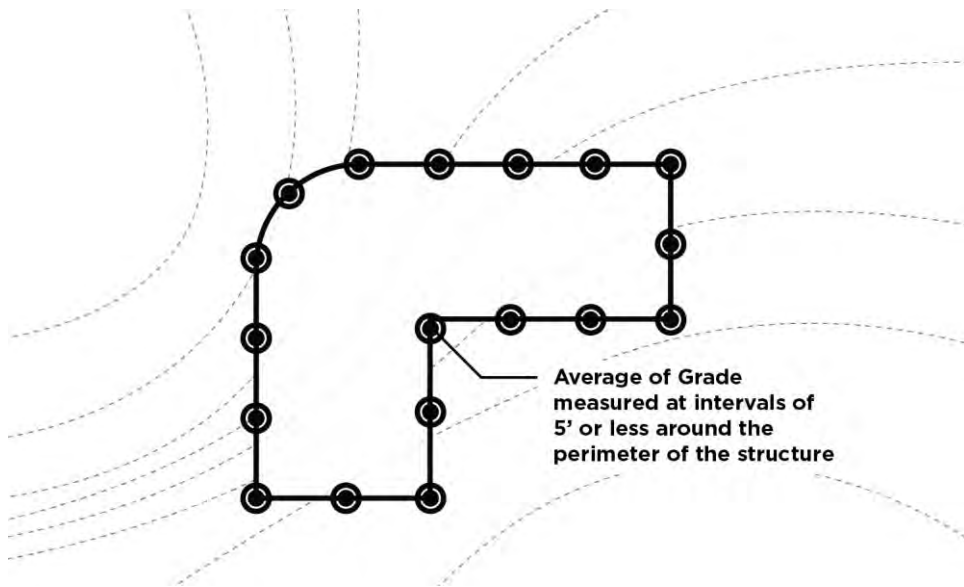 Average of Grade
measured at intervals of
5’ or less around the
perimeter of the structure